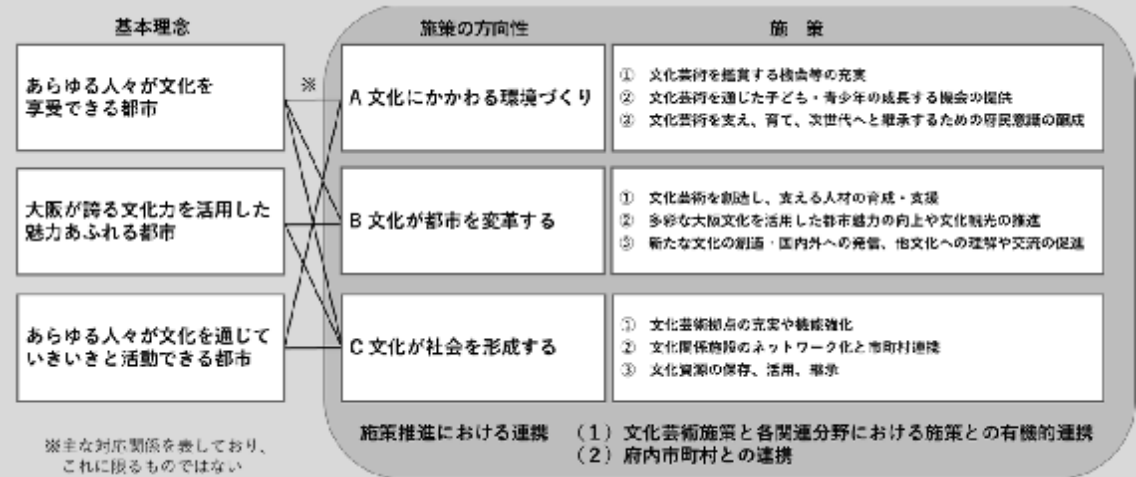 基本理念
施策の方向性
施 策
あらゆる人々が文化を
享受できる都市
※
A 文化にかかわる環境づくり
① 文化芸術を鑑賞する機会等の充実
② 文化芸術を通じた子ども・青少年の成長する機会の提供
③ 文化芸術を支え、育て、次世代へと継承するための府民意識の醸成
大阪が誇る文化力を活用した
魅力あふれる都市
B 文化が都市を変革する
① 文化芸術を創造し、支える人材の育成・支援
② 多彩な大阪文化を活用した都市魅力の向上や文化観光の推進
③ 新たな文化の創造・国内外への発信、他文化への理解や交流の促進
あらゆる人々が文化を通じて
いきいきと活動できる都市
C 文化が社会を形成する
① 文化芸術拠点の充実や機能強化
② 文化関係施設のネットワーク化と市町村連携
③ 文化資源の保存、活用、継承
※主な対応関係を表しており、
これに限るものではない
施策推進における連携 （1）文化芸術施策と各関連分野における施策との有機的連携
（2）府内市町村との連携